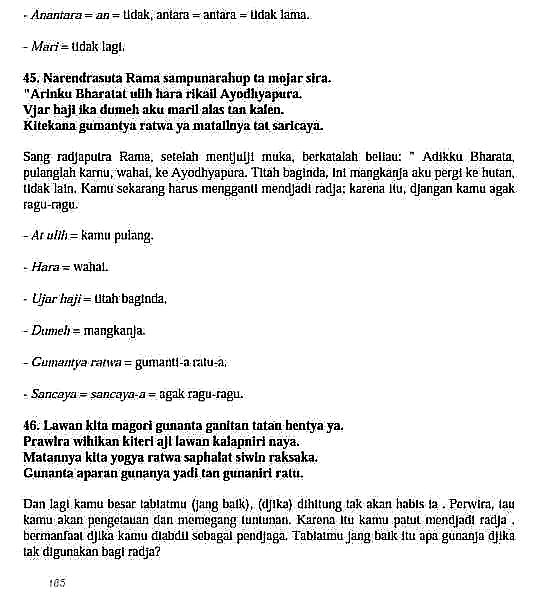 - Anantara = an = tidak, antara = antara = tidak lama.
- Mari = tidak lagi.
45. Narendrasuta Rama sampunarahup ta mojar sira.
"Arinku Bharatat ulih hara rikail Ayodhyapura.
Vjar haji ika dumeh aku maril alas tan kalen.
Kitekana gumantya ratwa ya matailnya tat saricaya.
Sang radjaputra Rama, setelah mentjutji muka, berkatalah beliau: " Adikku Bharata,
pulanglah kamu, wahai, ke Ayodhyapura. Titah baginda, ini mangkanja aku pergi ke hutan,
tidak lain. Kamu sekarang harus mengganti mendjadi radja; karena itu, djangan kamu agak
ragu-ragu.
- At ulih = kamu pulang.
- Hara = wahai.
- Ujar haji = titah baginda,
- Dumeh = mangkanja.
- Gumantya ratwa = gumanti-a ratu-a,
- Sancaya = sancaya-a = agak ragu-ragu.
46. Lawan kita magori gunanta ganitan tatan hentya ya.
Prawira wihikan kiteri aji lawan kalapniri naya.
Matannya kita yogya ratwa saphalat siwin raksaka.
Gunanta aparan gunanya yadi tan gunaniri ratu.
Dan lagi kamu besar tabiatmu (jang baik), (djika) dihitung tak akan habis ia . Perwira, tau
kamu akan pengetauan dan memegang tuntunan. Karena itu kamu patut mendjadi radja .
bermanfaat djika kamu diabdii sebagai pendjaga. Tabiatmu jang baik itu apa gunanja djika
tak digunakan bagi radja?
165